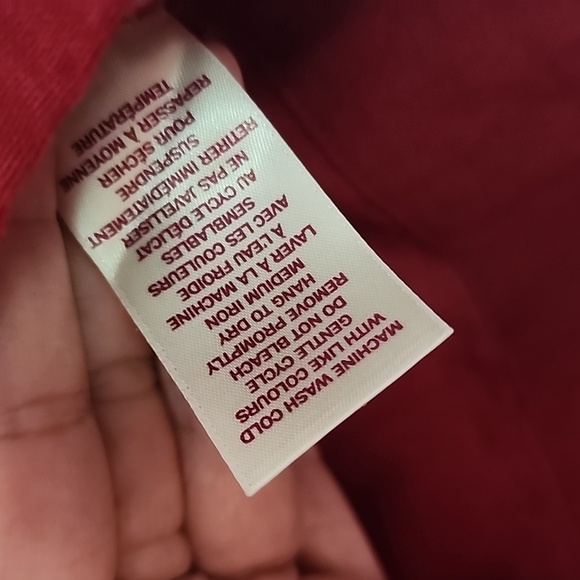 MACHINE WASH COLD
WITH LIKE COLOURS
GENTLE CYCLE
DO NOT BLEACH
REMOVE PROMPTLY
HANG TO DRY
MEDIUM IRON
LAVER À LA MACHINE
À L'EAU FROIDE
AVEC LES COULEURS
SEMBLABLES
AU CYCLE DÉLICAT
NE PAS JAVELLISER
RETIRER IMMÉDIATEMENT
SUSPENDRE
POUR SÉCHER
REPASSER À MOYENNE
TEMPÉRATURE